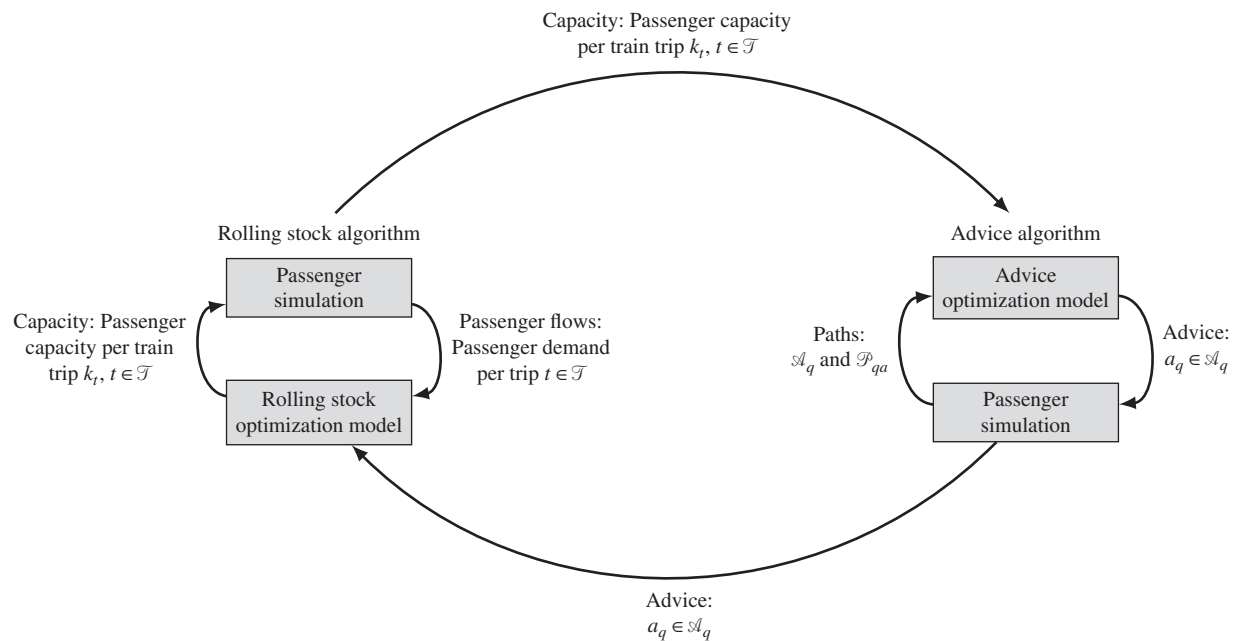 Capacity: Passenger capacity
per train trip kₜ, t ∈ 𝒯
Rolling stock algorithm
Passenger
simulation
Capacity: Passenger
capacity per train
trip kₜ, t ∈ 𝒯
Passenger flows:
Passenger demand
per trip t ∈ 𝒯
Rolling stock
optimization model
Advice algorithm
Advice
optimization model
Paths:
𝒜_q and 𝒫_qa
Advice:
a_q ∈ 𝒜_q
Passenger
simulation
Advice:
a_q ∈ 𝒜_q